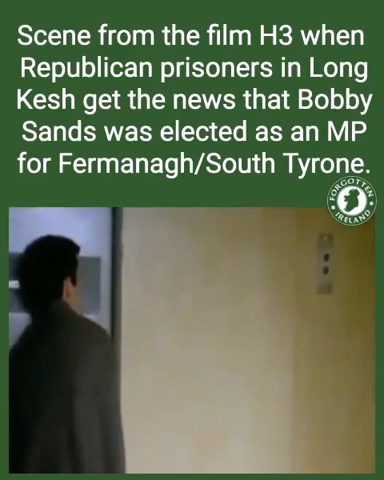 Scene from the film H3 when
Republican prisoners in Long
Kesh get the news that Bobby
Sands was elected as an MP
for Fermanagh/South Tyrone.
FORGOTTEN
IRELAND